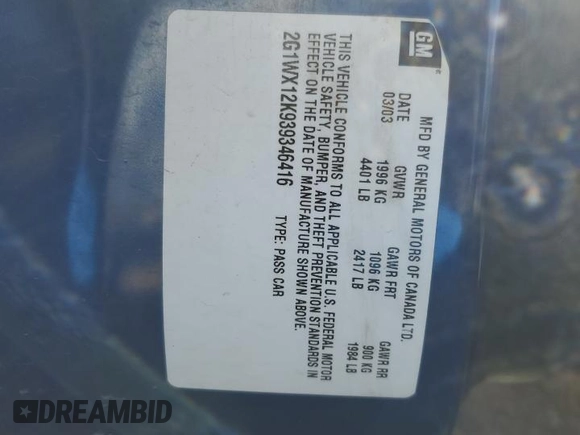 GM
MFD BY GENERAL MOTORS OF CANADA LTD.
DATE GVWR GAWR FRT GAWR RR
03/03 1996 KG 1096 KG 900 KG
4401 LB 2417 LB 1984 LB
THIS VEHICLE CONFORMS TO ALL APPLICABLE U.S. FEDERAL MOTOR
VEHICLE SAFETY, BUMPER, AND THEFT PREVENTION STANDARDS IN
EFFECT ON THE DATE OF MANUFACTURE SHOWN ABOVE.
2G1WX12K939346416 TYPE: PASS CAR
DREAMBID